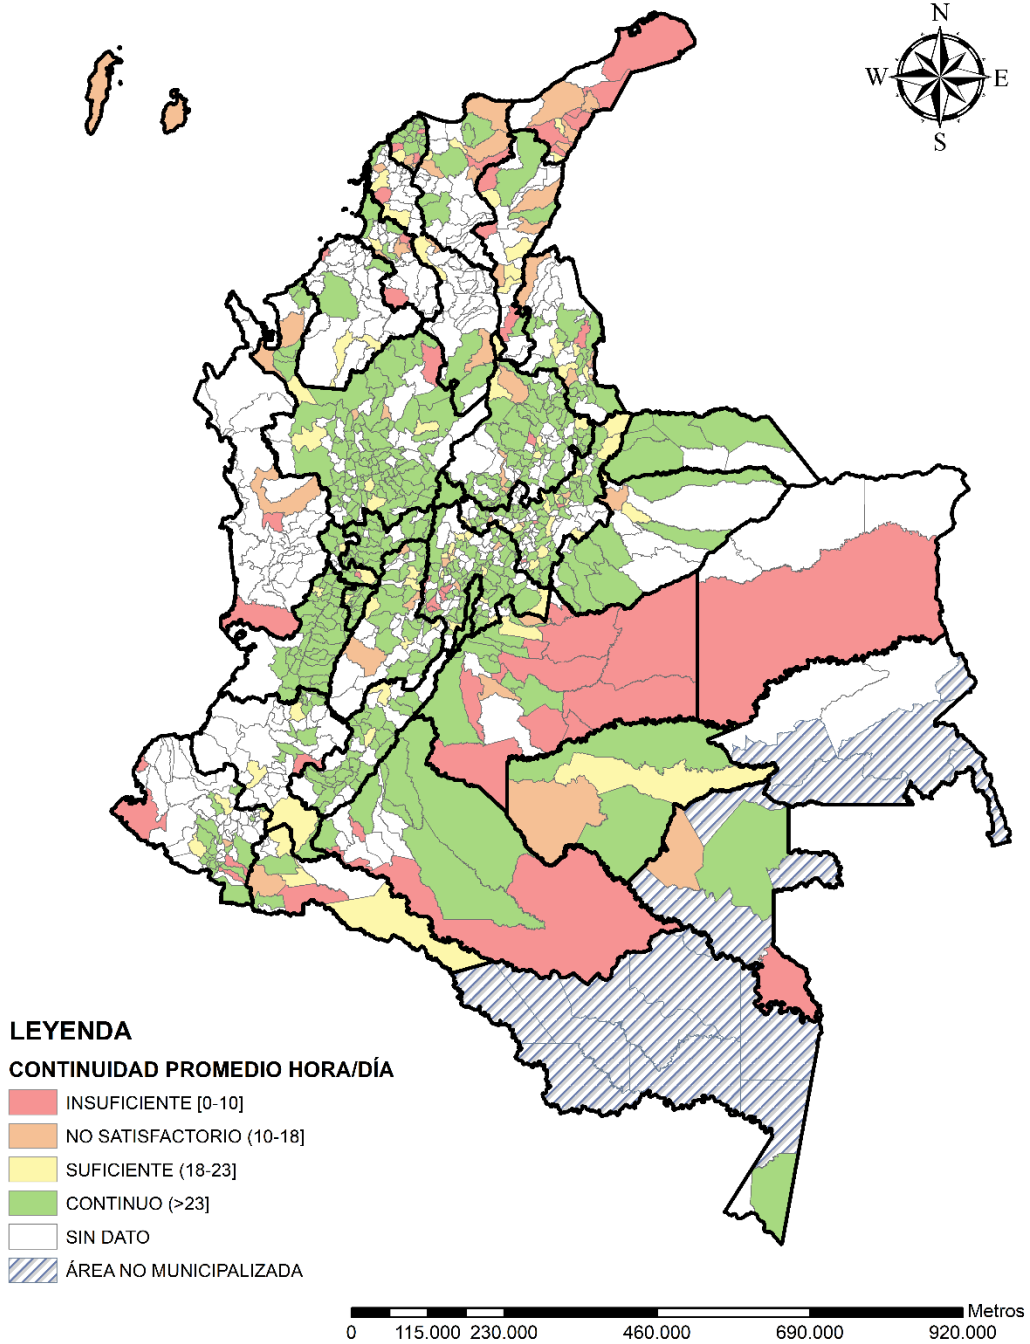 N
W E
S
LEYENDA
CONTINUIDAD PROMEDIO HORA/DÍA
INSUFICIENTE [0-10]
NO SATISFACTORIO (10-18]
SUFICIENTE (18-23]
CONTINUO (>23]
SIN DATO
ÁREA NO MUNICIPALIZADA
Metros
0 115.000 230.000 460.000 690.000 920.000